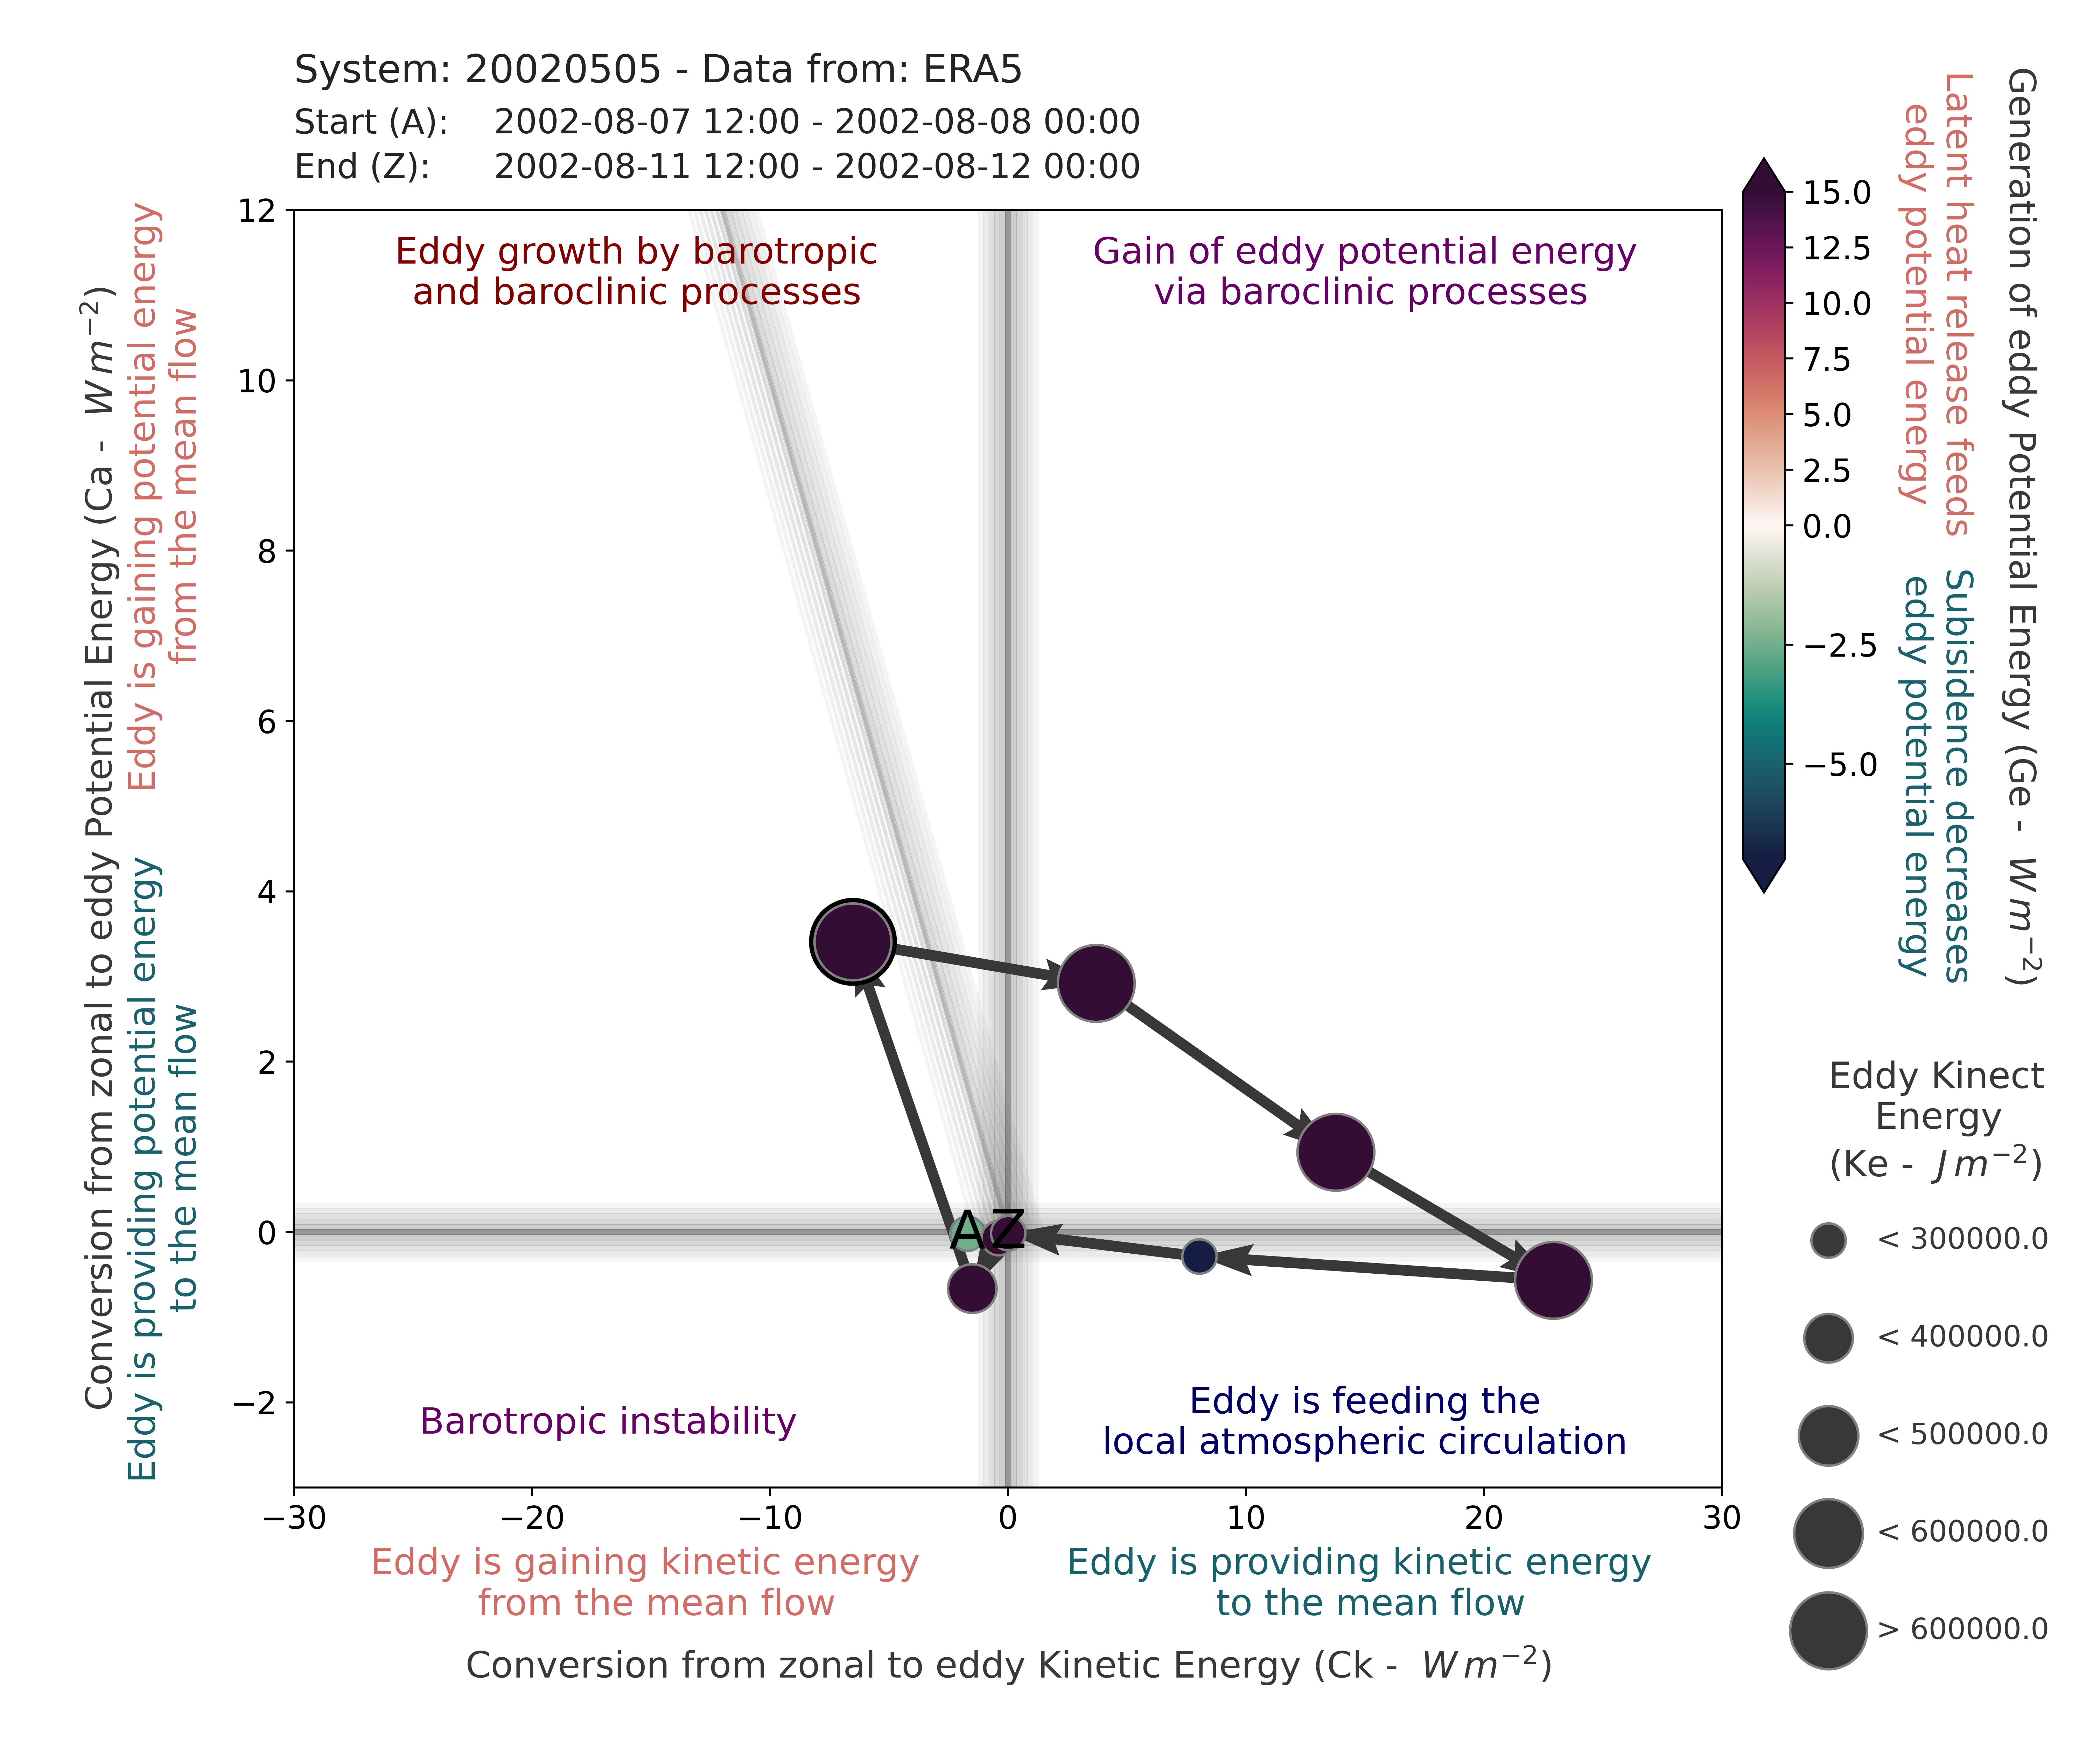 System: 20020505 - Data from: ERA5
Start (A): 2002-08-07 12:00 - 2002-08-08 00:00
End (Z): 2002-08-11 12:00 - 2002-08-12 00:00
Conversion from zonal to eddy Potential Energy (Ca - W m⁻²)
Eddy is gaining potential energy
from the mean flow
Eddy is providing potential energy
to the mean flow
12
10
8
6
4
2
0
−2
Eddy growth by barotropic
and baroclinic processes
Gain of eddy potential energy
via baroclinic processes
A Z
Barotropic instability
Eddy is feeding the
local atmospheric circulation
−30 −20 −10 0 10 20 30
Eddy is gaining kinetic energy
from the mean flow
Eddy is providing kinetic energy
to the mean flow
Conversion from zonal to eddy Kinetic Energy (Ck - W m⁻²)
15.0
12.5
10.0
7.5
5.0
2.5
0.0
−2.5
−5.0
Latent heat release feeds
eddy potential energy
Subisidence decreases
eddy potential energy
Generation of eddy Potential Energy (Ge - W m⁻²)
Eddy Kinect
Energy
(Ke - J m⁻²)
< 300000.0
< 400000.0
< 500000.0
< 600000.0
> 600000.0